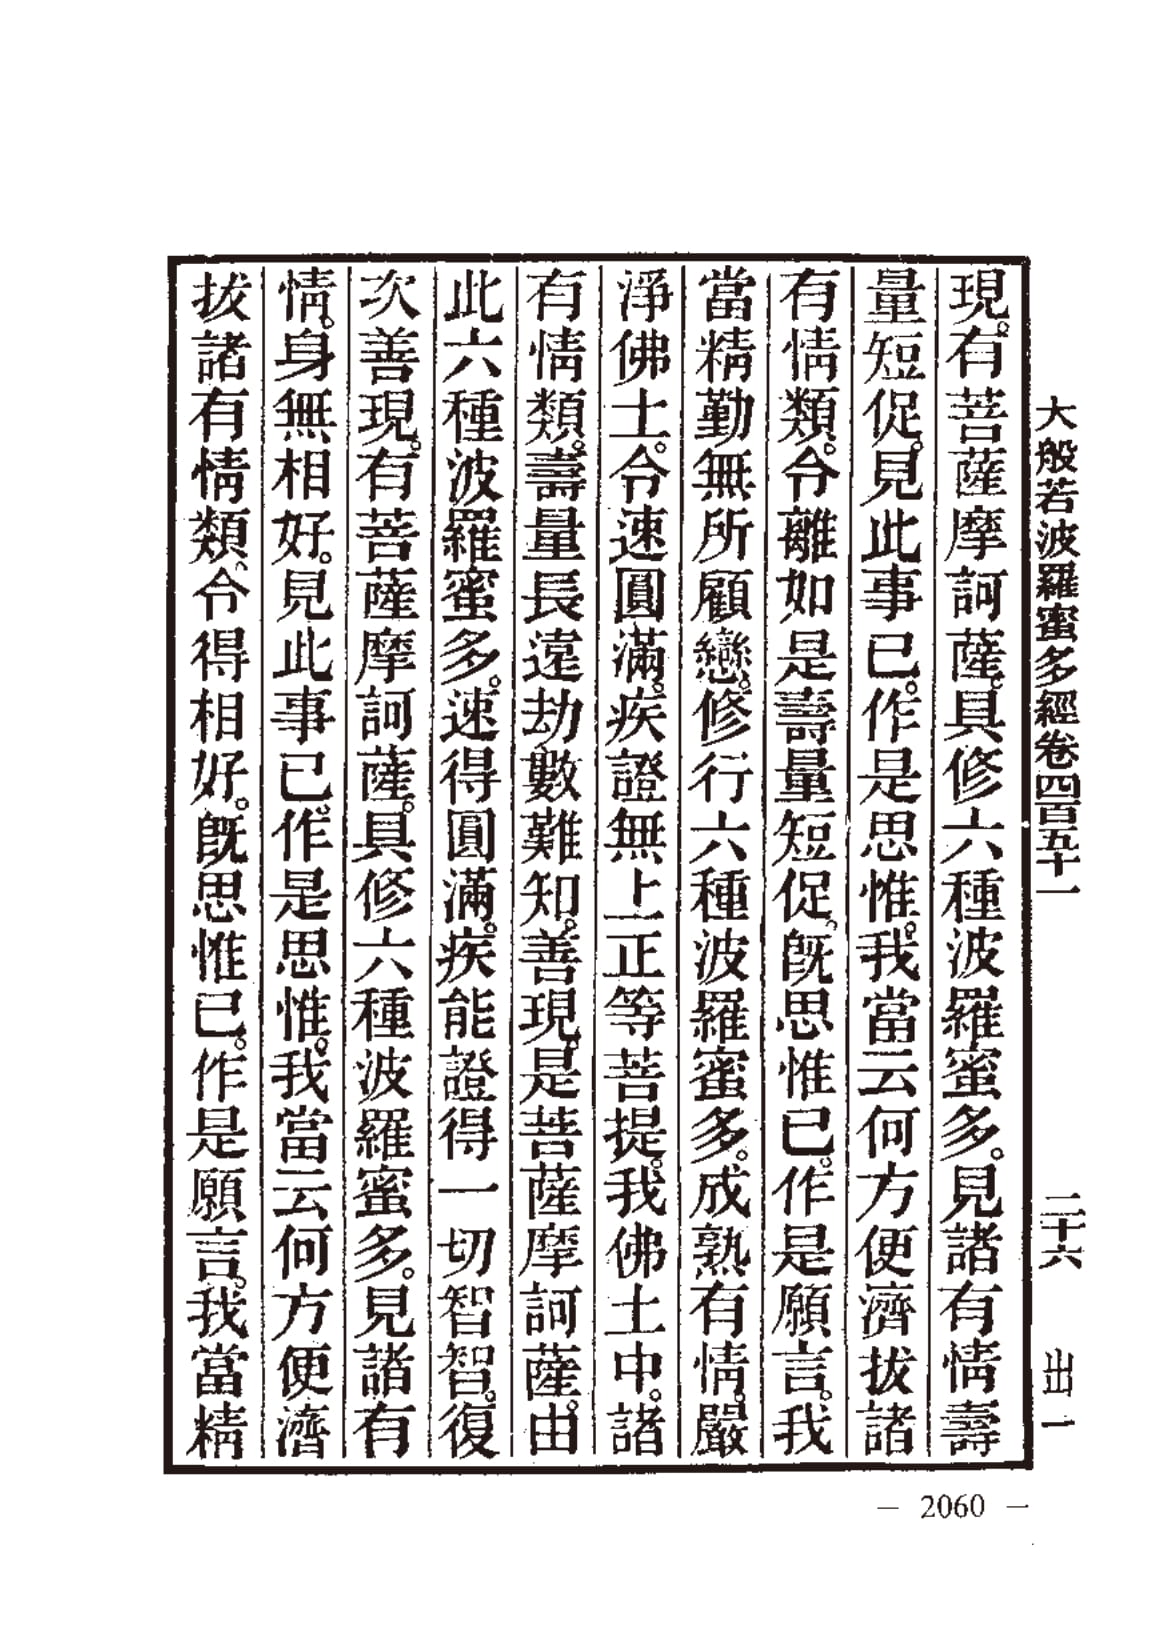 大般若波羅蜜多經卷四百五十一 二十六 出一
現。有菩薩摩訶薩。具修六種波羅蜜多。見諸有情壽
量短促。見此事已。作是思惟。我當云何方便濟拔諸
有情類。令離如是壽量短促。旣思惟已。作是願言。我
當精勤無所顧戀。修行六種波羅蜜多。成熟有情。嚴
淨佛土。令速圓滿。疾證無上正等菩提。我佛土中。諸
有情類。壽量長遠劫數難知。善現。是菩薩摩訶薩。由
此六種波羅蜜多。速得圓滿。疾能證得一切智智。復
次善現。有菩薩摩訶薩。具修六種波羅蜜多。見諸有
情。身無相好。見此事已。作是思惟。我當云何方便濟
拔諸有情類。令得相好。旣思惟已。作是願言。我當精
— 2060 —